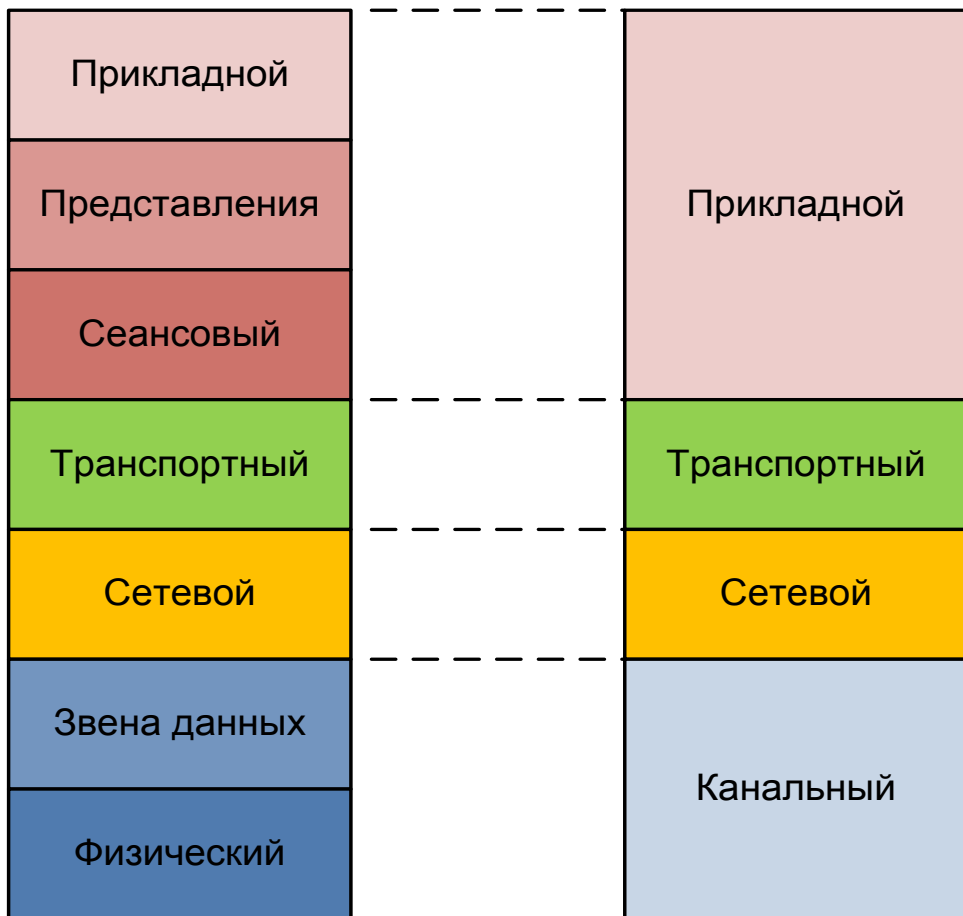 Прикладной
Представления
Сеансовый
Транспортный
Сетевой
Звена данных
Физический
Прикладной
Транспортный
Сетевой
Канальный